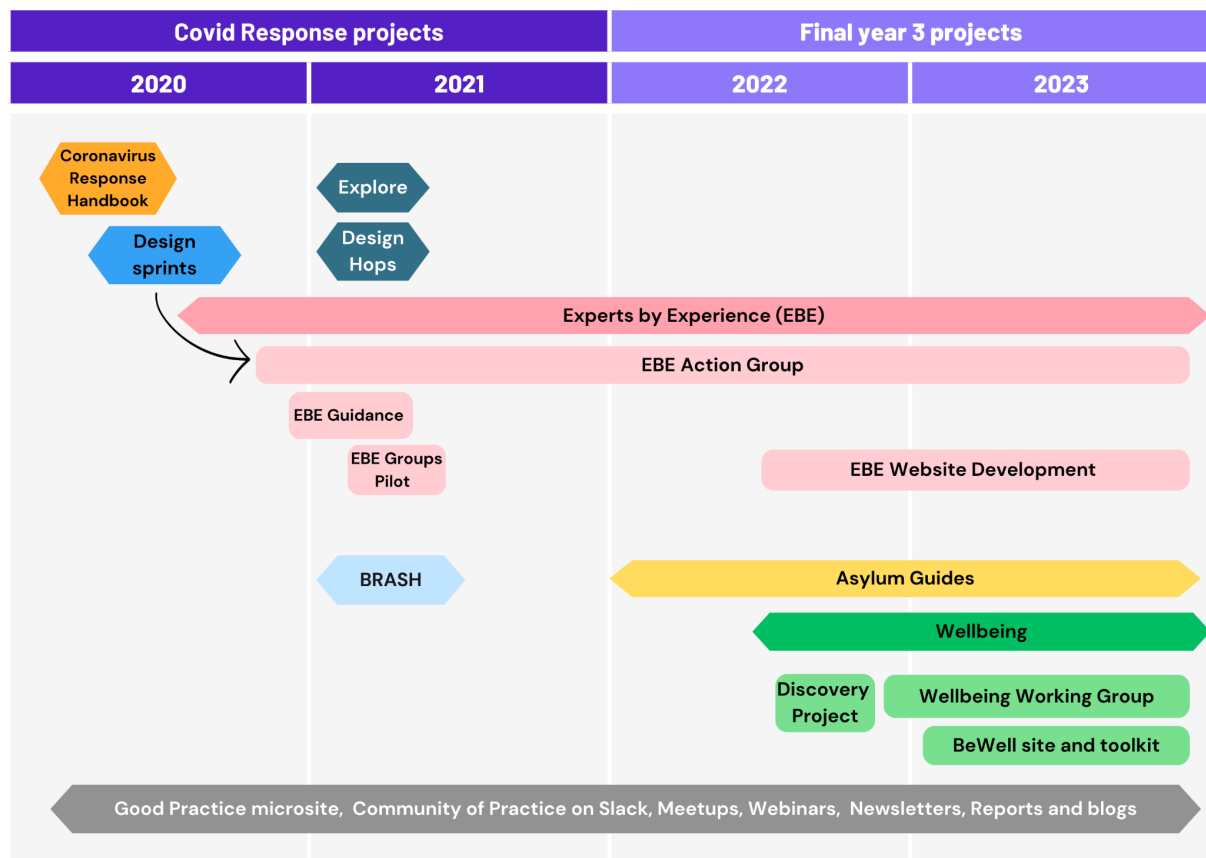 Covid Response projects
Final year 3 projects
2020
2021
2022
2023
Coronavirus
Response
Handbook
Explore
Design
sprints
Design
Hops
Experts by Experience (EBE)
EBE Action Group
EBE Guidance
EBE Groups
Pilot
EBE Website Development
BRASH
Asylum Guides
Wellbeing
Discovery
Project
Wellbeing Working Group
BeWell site and toolkit
Good Practice microsite, Community of Practice on Slack, Meetups, Webinars, Newsletters, Reports and blogs